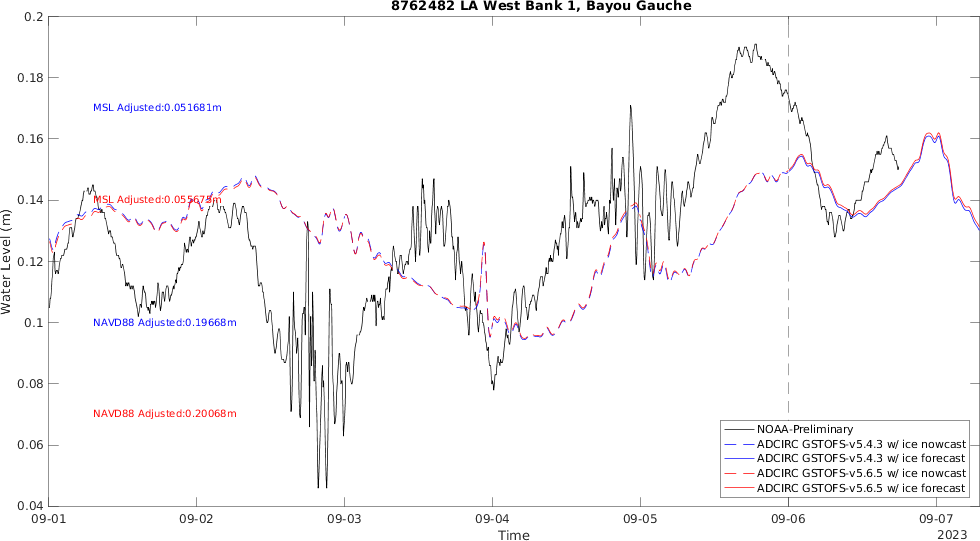 8762482 LA West Bank 1, Bayou Gauche
0.2
0.18
0.16
0.14
0.12
0.1
0.08
0.06
0.04
Water Level (m)
MSL Adjusted:0.051681m
MSL Adjusted:0.055675m
NAVD88 Adjusted:0.19668m
NAVD88 Adjusted:0.20068m
NOAA-Preliminary
ADCIRC GSTOFS-v5.4.3 w/ ice nowcast
ADCIRC GSTOFS-v5.4.3 w/ ice forecast
ADCIRC GSTOFS-v5.6.5 w/ ice nowcast
ADCIRC GSTOFS-v5.6.5 w/ ice forecast
09-01 09-02 09-03 09-04 09-05 09-06 09-07
Time
2023